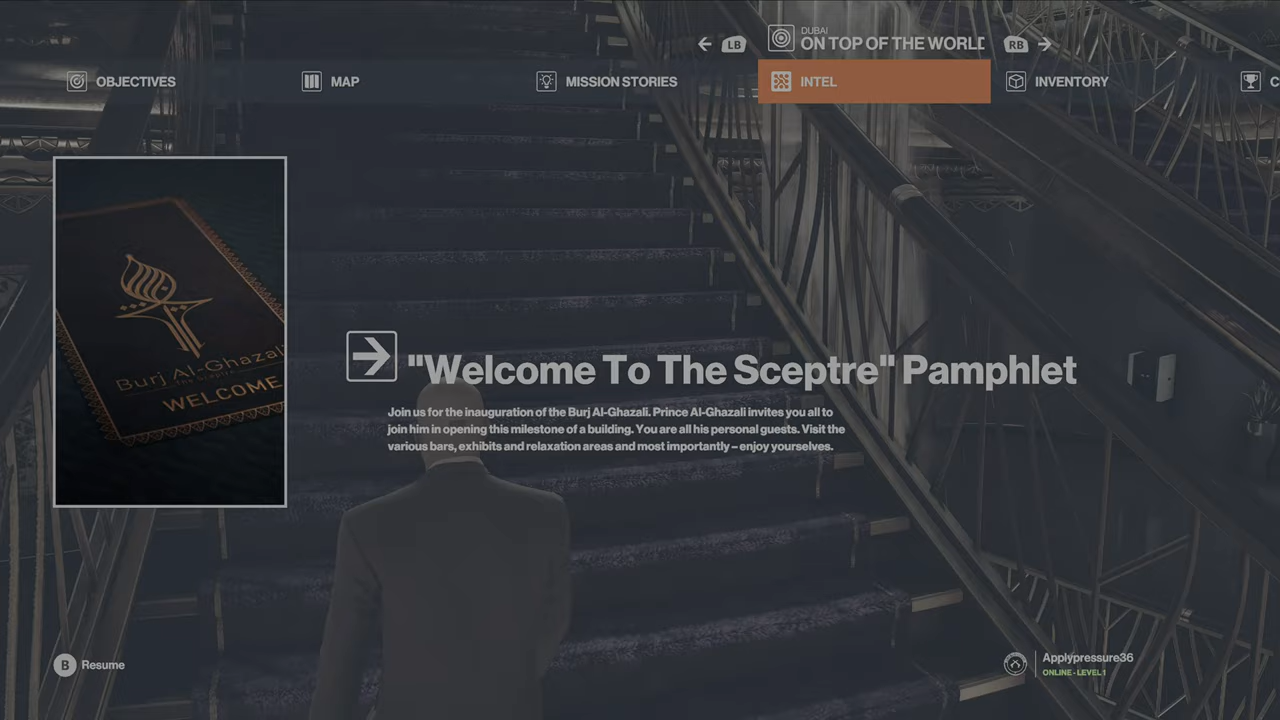 DUBAI
LB
ON TOP OF THE WORLD
RB
OBJECTIVES
MAP
MISSION STORIES
INTEL
INVENTORY
C
Burj Al-Ghazali
WELCOME
"Welcome To The Sceptre" Pamphlet
Join us for the inauguration of the Burj Al-Ghazali. Prince Al-Ghazali invites you all to
join him in opening this milestone of a building. You are all his personal guests. Visit the
various bars, exhibits and relaxation areas and most importantly – enjoy yourselves.
B Resume
Applypressure36
ONLINE - LEVEL 1